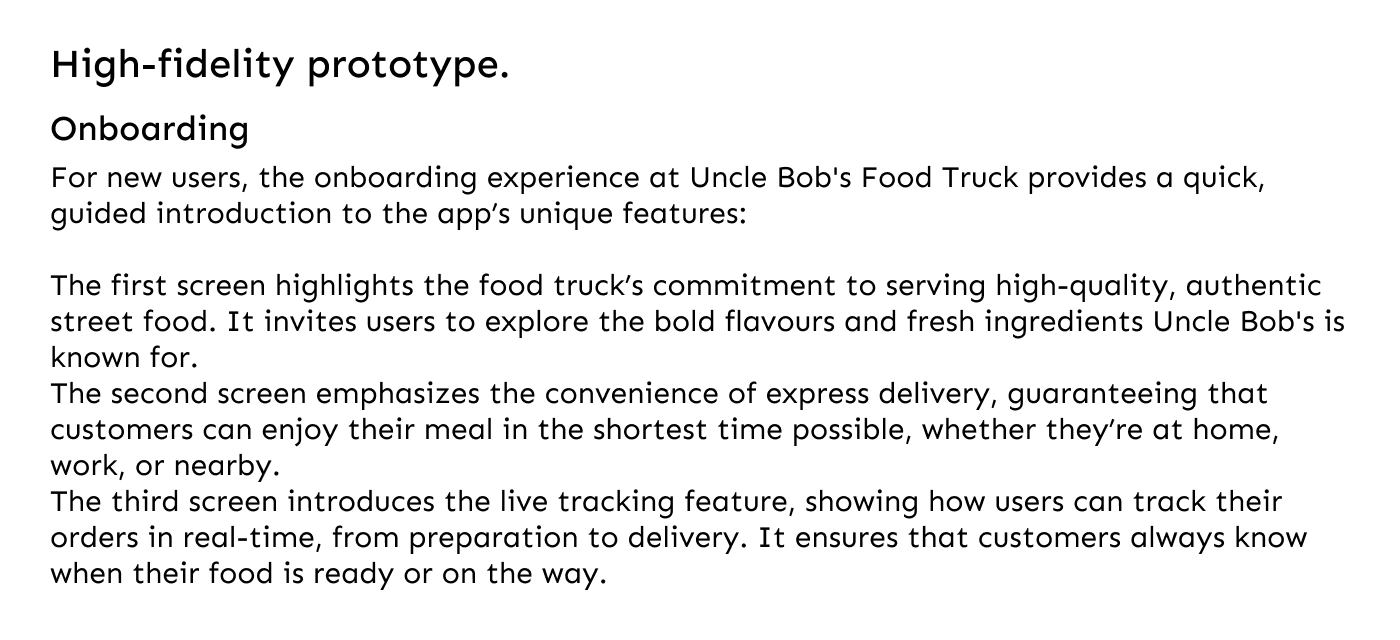 High-fidelity prototype.
Onboarding
For new users, the onboarding experience at Uncle Bob's Food Truck provides a quick,
guided introduction to the app’s unique features:
The first screen highlights the food truck’s commitment to serving high-quality, authentic
street food. It invites users to explore the bold flavours and fresh ingredients Uncle Bob's is
known for.
The second screen emphasizes the convenience of express delivery, guaranteeing that
customers can enjoy their meal in the shortest time possible, whether they’re at home,
work, or nearby.
The third screen introduces the live tracking feature, showing how users can track their
orders in real-time, from preparation to delivery. It ensures that customers always know
when their food is ready or on the way.